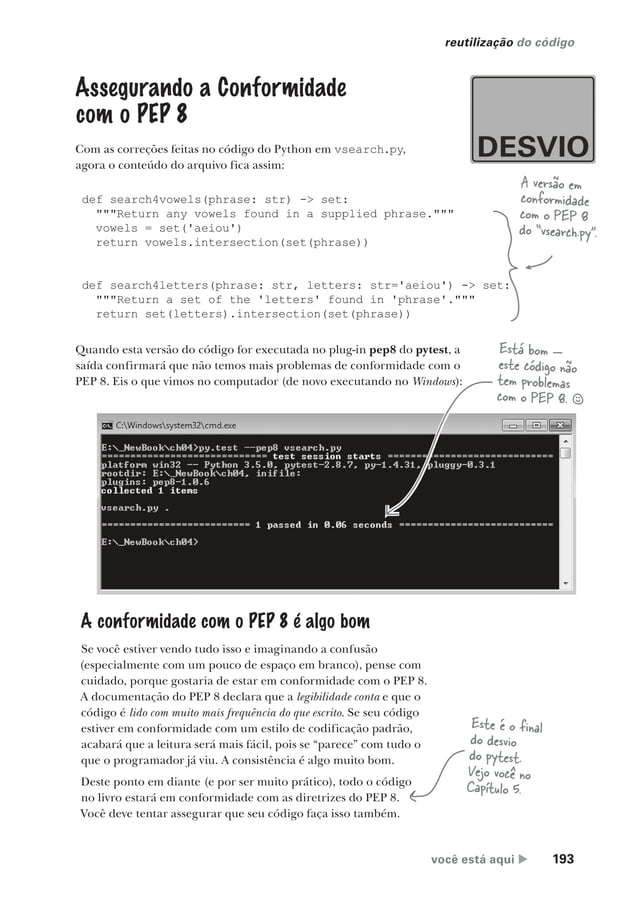 reutilização do código
Assegurando a Conformidade
com o PEP 8
DESVIO
Com as correções feitas no código do Python em vsearch.py,
agora o conteúdo do arquivo fica assim:
A versão em
conformidade
com o PEP 8
do "vsearch.py".
def search4vowels(phrase: str) -> set:
"""Return any vowels found in a supplied phrase."""
vowels = set('aeiou')
return vowels.intersection(set(phrase))
def search4letters(phrase: str, letters: str='aeiou') -> set:
"""Return a set of the 'letters' found in 'phrase'."""
return set(letters).intersection(set(phrase))
Quando esta versão do código for executada no plug-in pep8 do pytest, a
saída confirmará que não temos mais problemas de conformidade com o
PEP 8. Eis o que vimos no computador (de novo executando no Windows):
Está bom —
este código não
tem problemas
com o PEP 8. ☺
C:\Windows\system32\cmd.exe
E:\_NewBook\ch04>py.test --pep8 vsearch.py
============================= test session starts =============================
platform win32 -- Python 3.5.0, pytest-2.8.7, py-1.4.31, pluggy-0.3.1
rootdir: E:\_NewBook\ch04, inifile:
plugins: pep8-1.0.6
collected 1 items
vsearch.py .
========================== 1 passed in 0.06 seconds ===========================
E:\_NewBook\ch04>
A conformidade com o PEP 8 é algo bom
Se você estiver vendo tudo isso e imaginando a confusão
(especialmente com um pouco de espaço em branco), pense com
cuidado, porque gostaria de estar em conformidade com o PEP 8.
A documentação do PEP 8 declara que a legibilidade conta e que o
código é lido com muito mais frequência do que escrito. Se seu código
estiver em conformidade com um estilo de codificação padrão,
acabará que a leitura será mais fácil, pois se "parece" com tudo o
que o programador já viu. A consistência é algo muito bom.
Deste ponto em diante (e por ser muito prático), todo o código
no livro estará em conformidade com as diretrizes do PEP 8.
Você deve tentar assegurar que seu código faça isso também.
Este é o final
do desvio
do pytest.
Vejo você no
Capítulo 5.
você está aqui ▶ 193